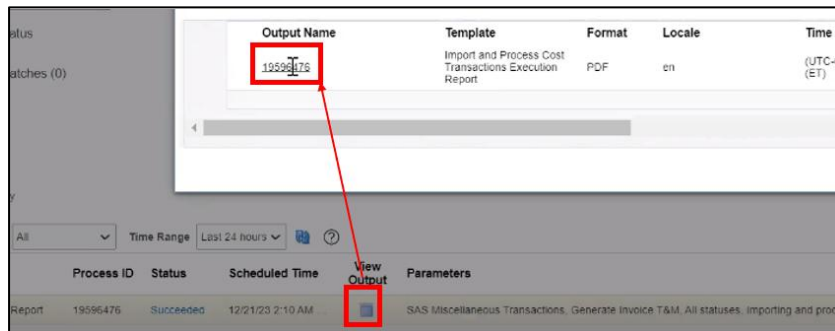 Output Name Template Format Locale Time
19596476 Import and Process Cost Transactions Execution Report PDF en (UTC- (ET)
atus
atches (0)
y
All Time Range Last 24 hours
Process ID Status Scheduled Time View Output Parameters
Report 19596476 Succeeded 12/21/23 2:10 AM ... SAS Miscellaneous Transactions, Generate Invoice T&M, All statuses, Importing and pro